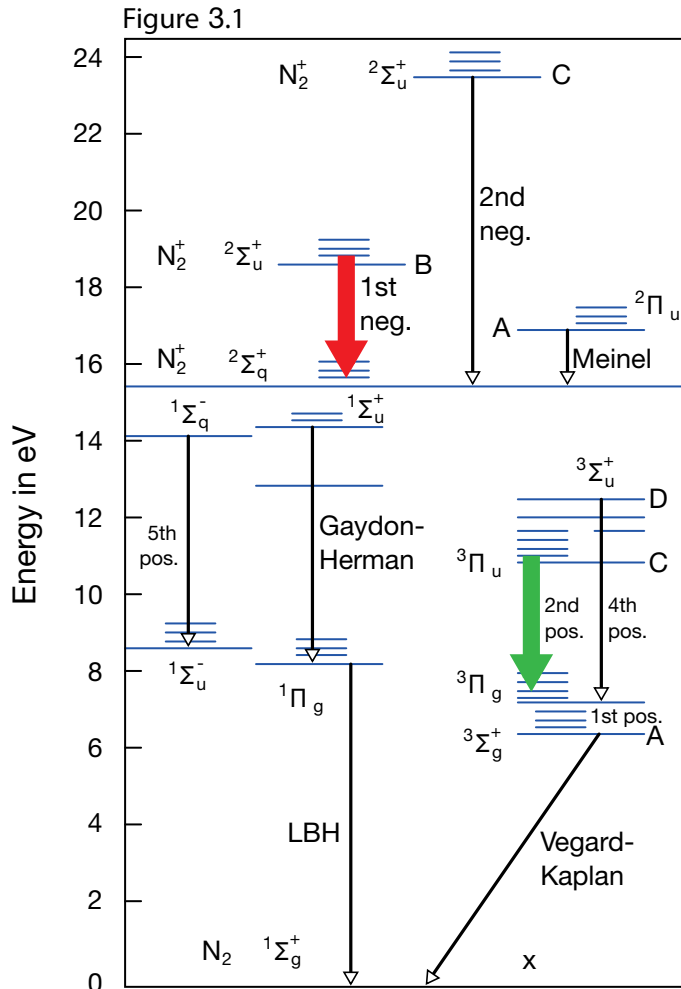 Figure 3.1
24
N₂⁺ ²Σᵤ⁺ C
22
2nd
neg.
20
N₂⁺ ²Σᵤ⁺ B
18
1st
neg.
²Π ᵤ
A
Meinel
16
N₂⁺ ²Σ_q⁺
¹Σ_q⁻
¹Σᵤ⁺
14
³Σᵤ⁺
D
12
5th
pos.
Gaydon-
Herman
³Π ᵤ
C
10
2nd
pos.
4th
pos.
8
¹Σᵤ⁻
¹Π g
³Π g
1st pos.
³Σg⁺
A
6
4
LBH
Vegard-
Kaplan
2
N₂ ¹Σg⁺ x
0
Energy in eV